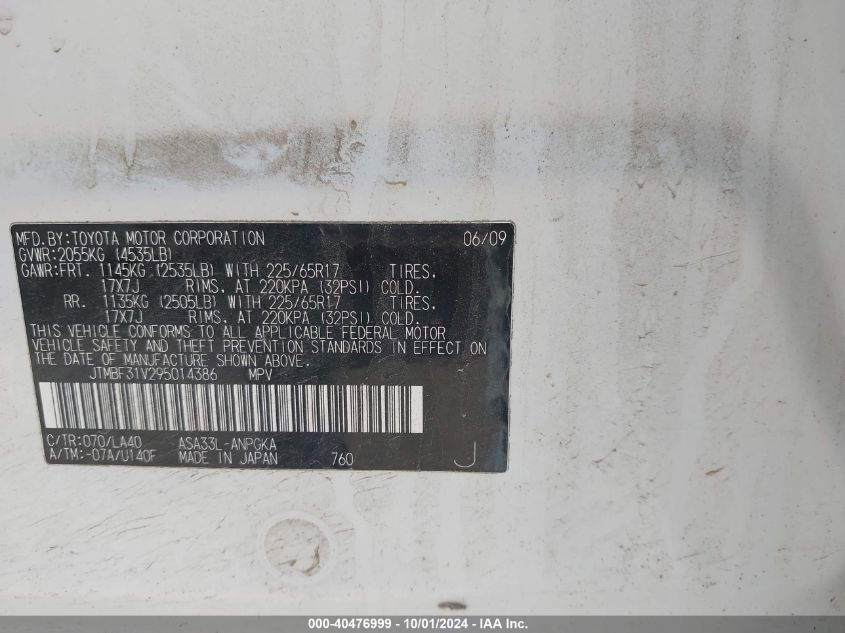 MFD.BY:TOYOTA MOTOR CORPORATION 06/09
GVWR:2055KG (4535LB)
GAWR:FRT. 1145KG (2535LB) WITH 225/65R17 TIRES.
17X7J RIMS. AT 220KPA (32PSI) COLD.
RR. 1135KG (2505LB) WITH 225/65R17 TIRES.
17X7J RIMS. AT 220KPA (32PSI) COLD.
THIS VEHICLE CONFORMS TO ALL APPLICABLE FEDERAL MOTOR
VEHICLE SAFETY AND THEFT PREVENTION STANDARDS IN EFFECT ON
THE DATE OF MANUFACTURE SHOWN ABOVE.
JTMBF31V295014386 MPV
C/TR:070/LA40 ASA33L-ANPGKA
A/TM:-07A/U140F MADE IN JAPAN 760 J
000-40476999 - 10/01/2024 - IAA Inc.